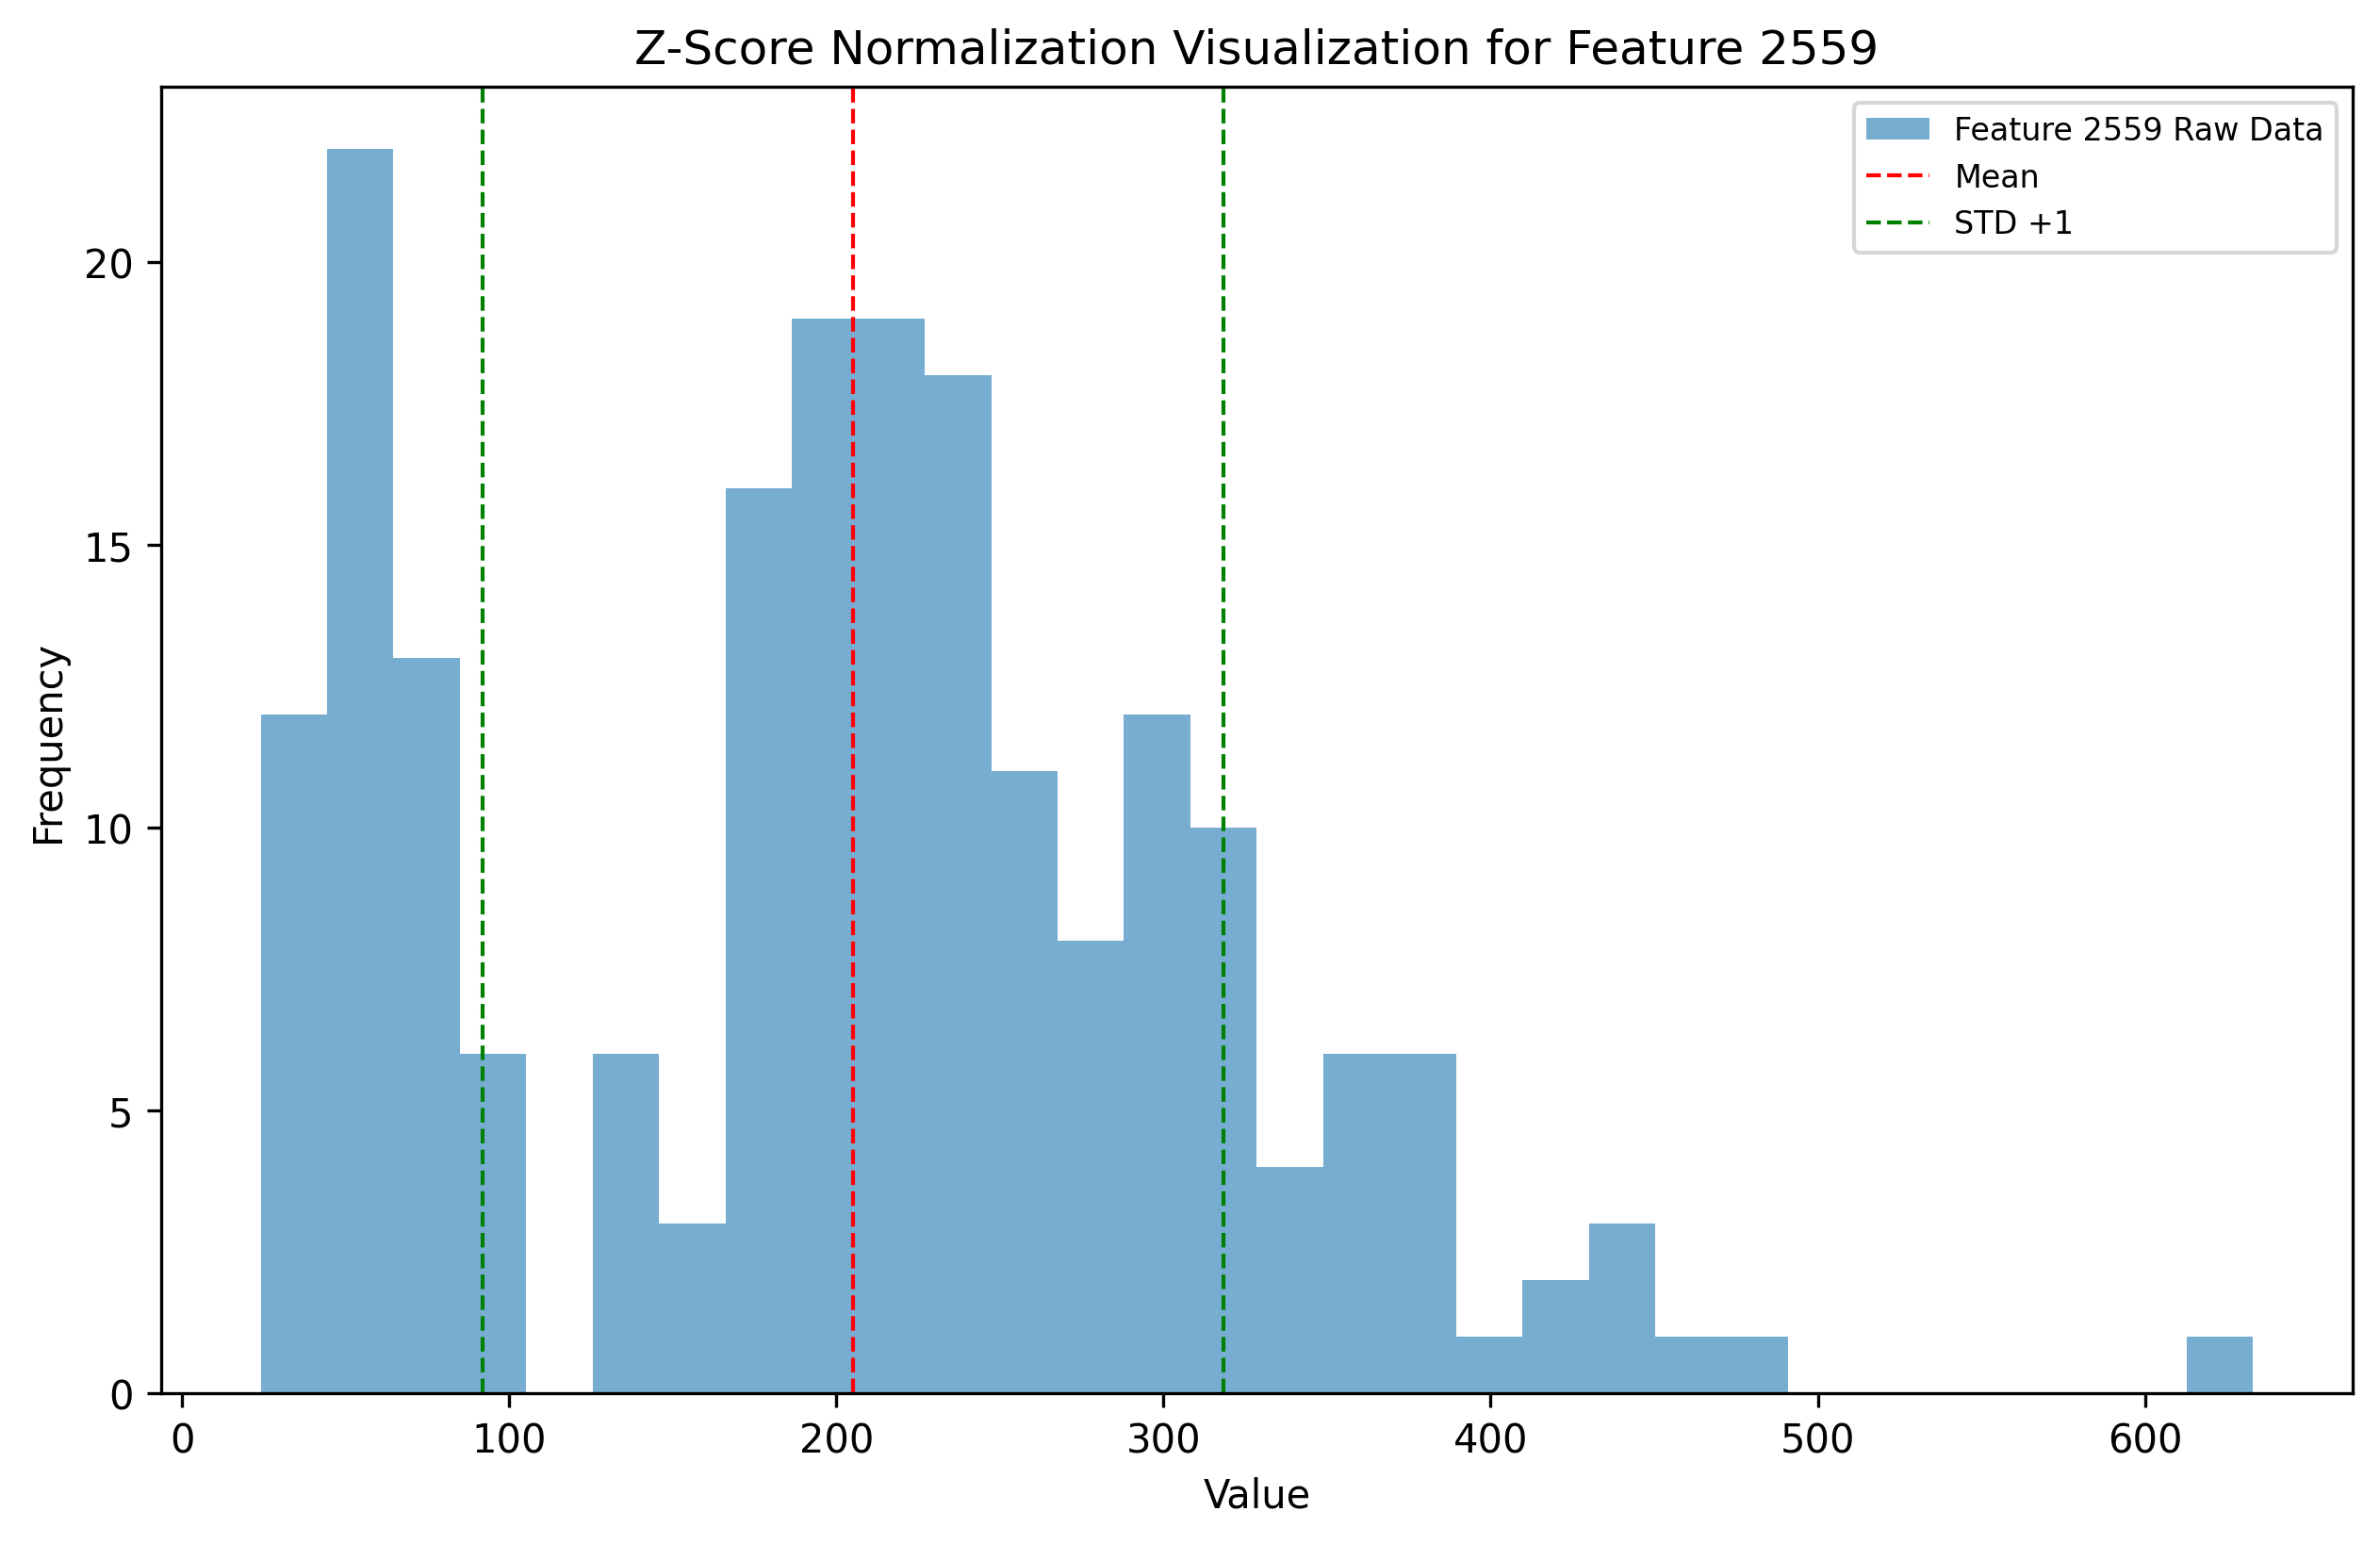 Z-Score Normalization Visualization for Feature 2559
Feature 2559 Raw Data
Mean
STD +1
Frequency
20
15
10
5
0
0 100 200 300 400 500 600
Value